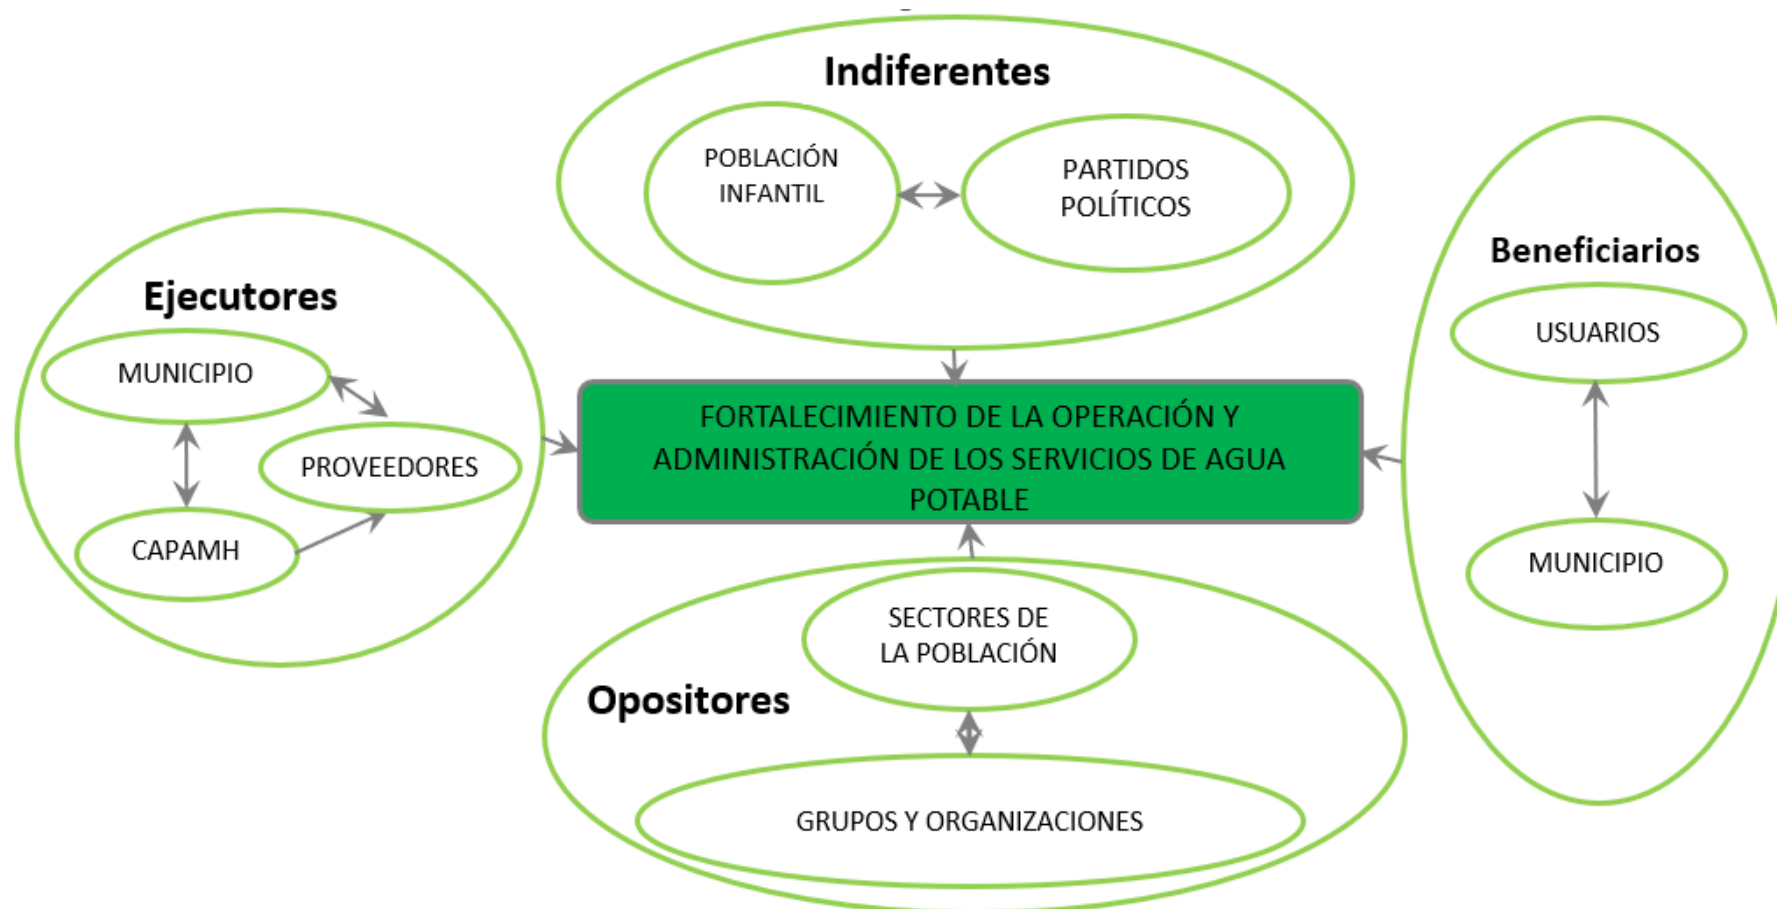 Indiferentes
POBLACIÓN
INFANTIL
PARTIDOS
POLÍTICOS
Ejecutores
MUNICIPIO
PROVEEDORES
CAPAMH
FORTALECIMIENTO DE LA OPERACIÓN Y
ADMINISTRACIÓN DE LOS SERVICIOS DE AGUA
POTABLE
Beneficiarios
USUARIOS
MUNICIPIO
SECTORES DE
LA POBLACIÓN
Opositores
GRUPOS Y ORGANIZACIONES